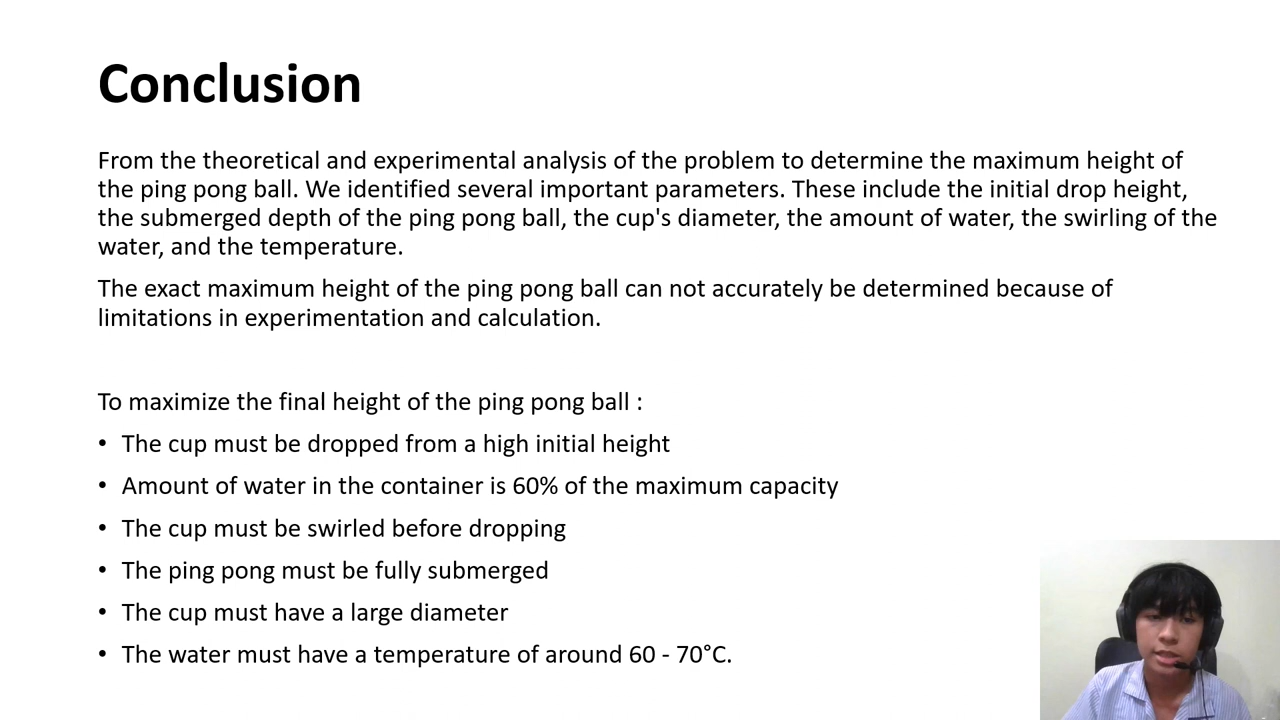 Conclusion
From the theoretical and experimental analysis of the problem to determine the maximum height of
the ping pong ball. We identified several important parameters. These include the initial drop height,
the submerged depth of the ping pong ball, the cup's diameter, the amount of water, the swirling of the
water, and the temperature.
The exact maximum height of the ping pong ball can not accurately be determined because of
limitations in experimentation and calculation.
To maximize the final height of the ping pong ball :
• The cup must be dropped from a high initial height
• Amount of water in the container is 60% of the maximum capacity
• The cup must be swirled before dropping
• The ping pong must be fully submerged
• The cup must have a large diameter
• The water must have a temperature of around 60 - 70°C.